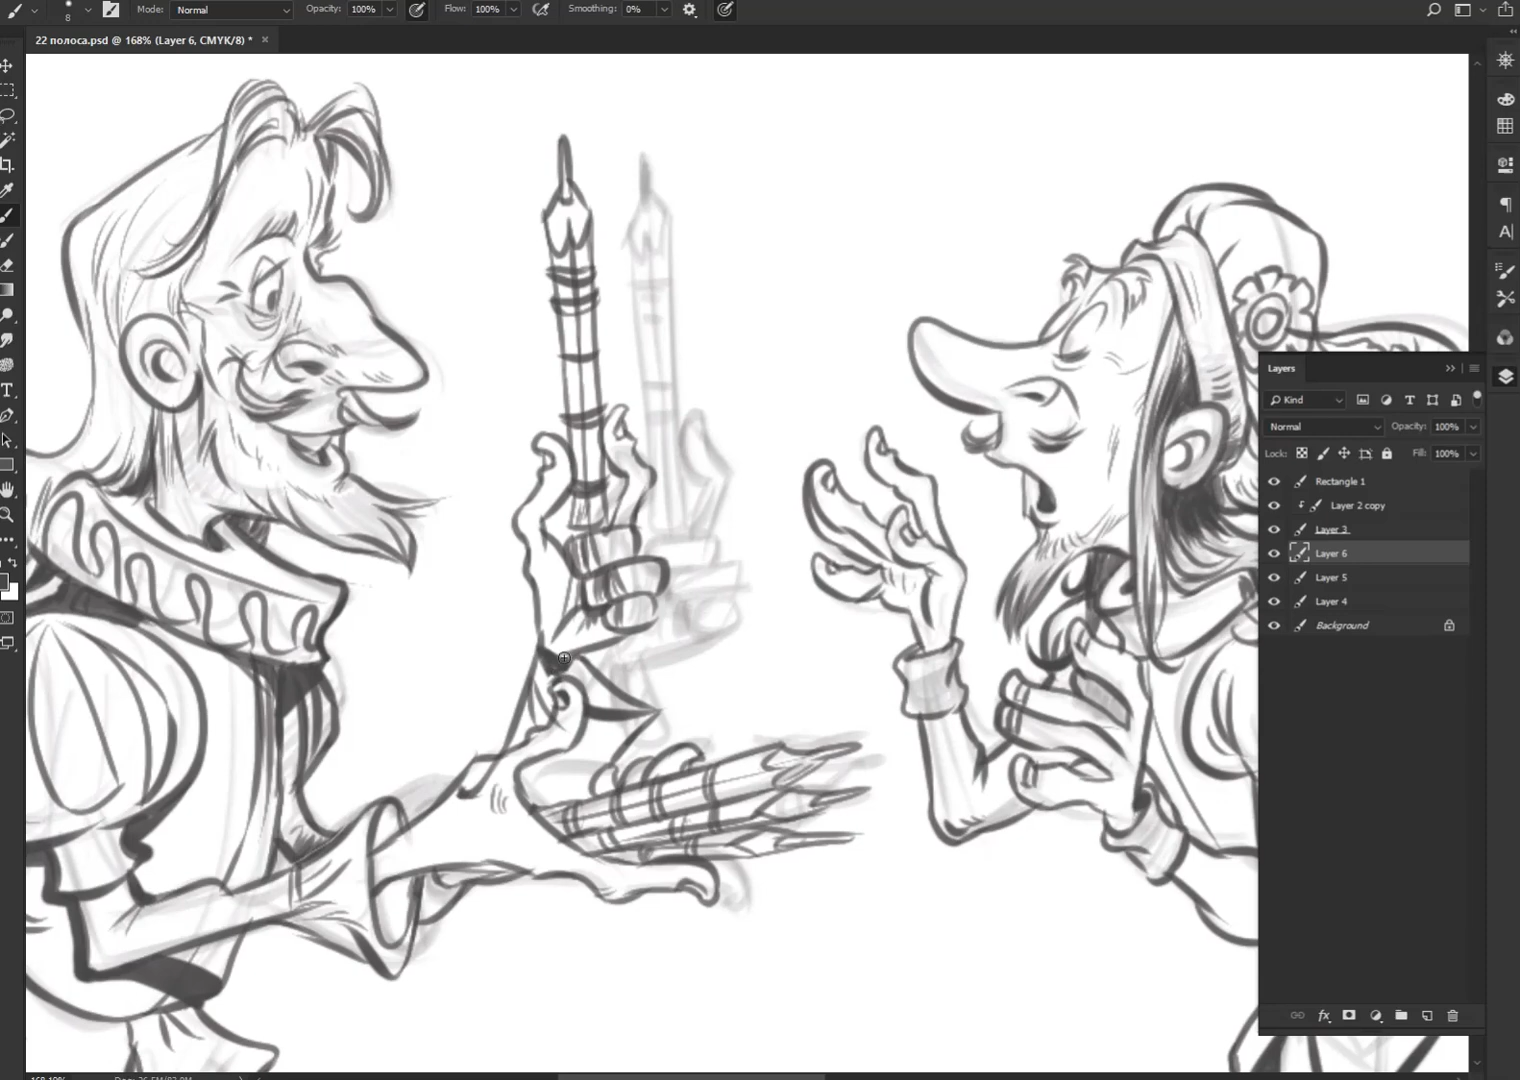 8 Mode: Normal Opacity: 100% Flow: 100% Smoothing: 0%
22 полоса.psd @ 168% (Layer 6, CMYK/8) * ×
Layers
Kind
Normal Opacity: 100%
Lock: Fill: 100%
Rectangle 1
Layer 2 copy
Layer 3
Layer 6
Layer 5
Layer 4
Background